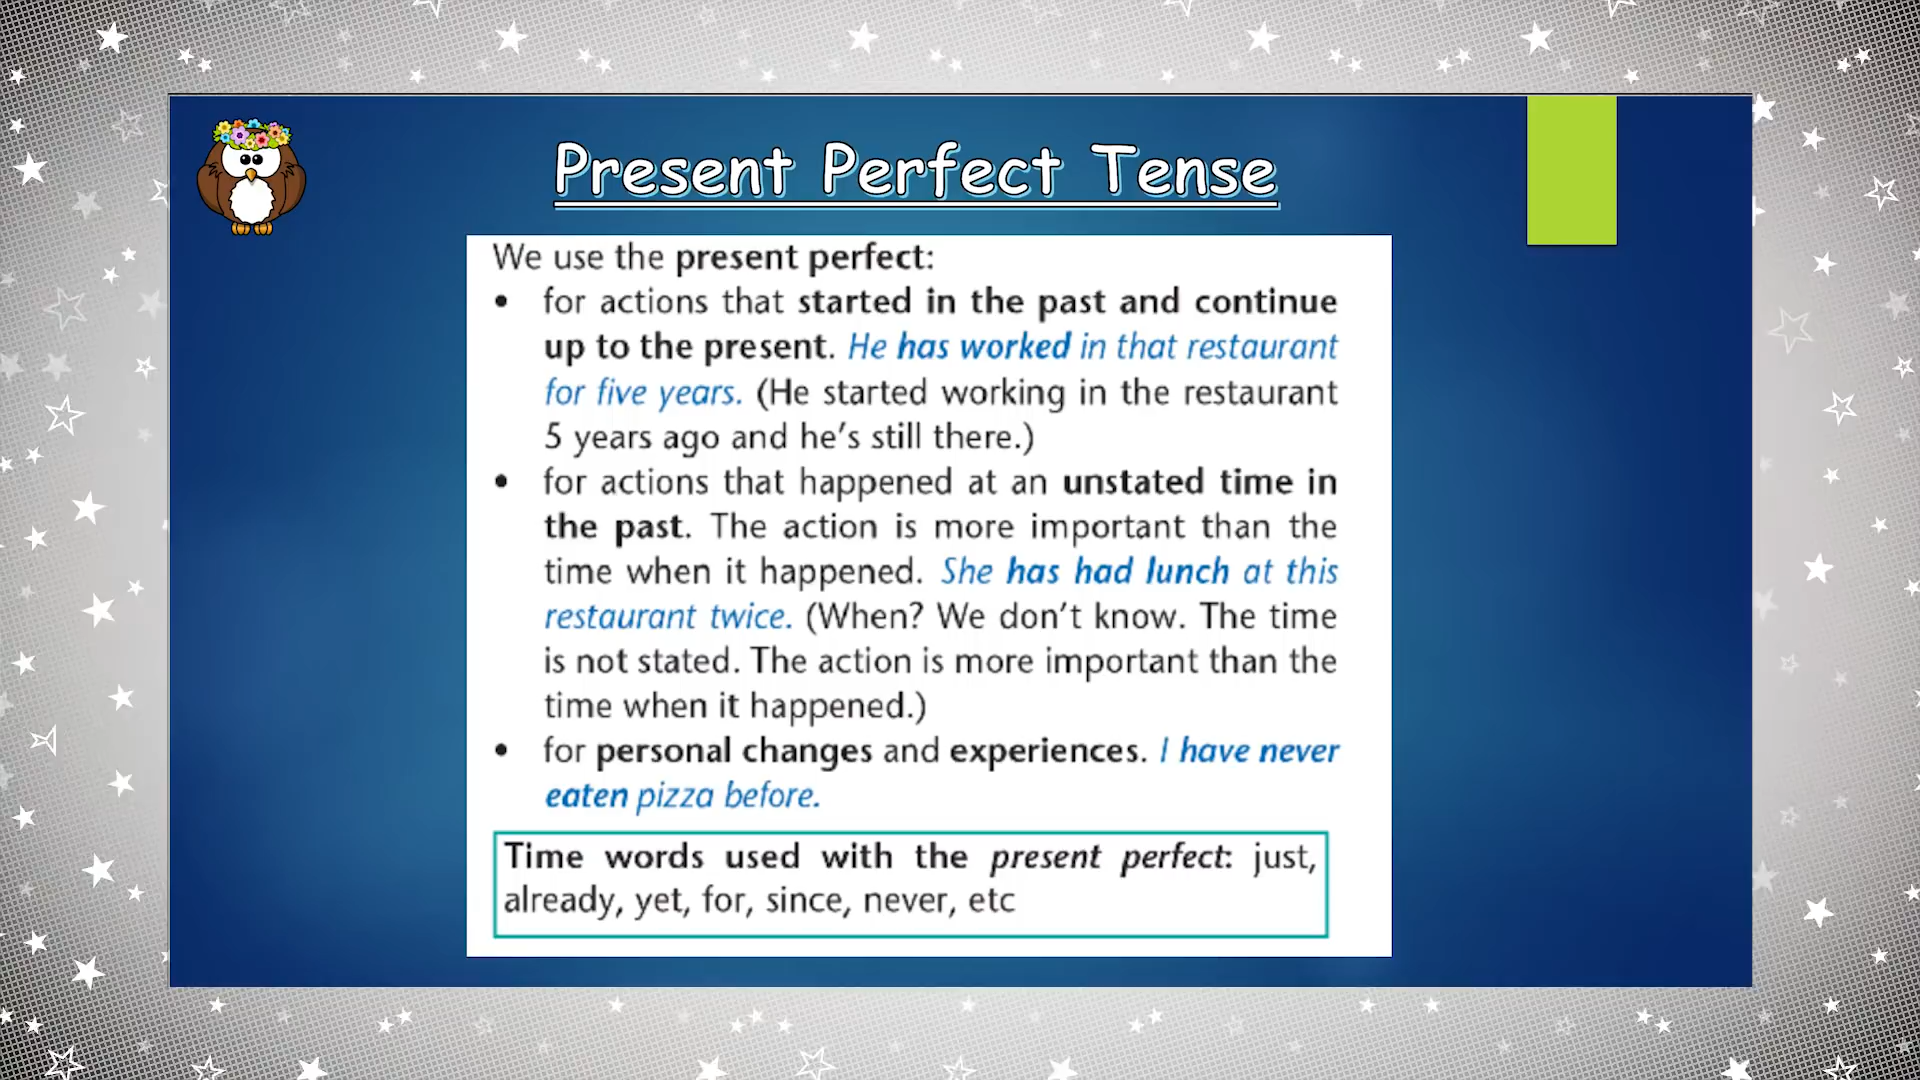 Present Perfect Tense
We use the present perfect:
• for actions that started in the past and continue
up to the present. He has worked in that restaurant
for five years. (He started working in the restaurant
5 years ago and he's still there.)
• for actions that happened at an unstated time in
the past. The action is more important than the
time when it happened. She has had lunch at this
restaurant twice. (When? We don't know. The time
is not stated. The action is more important than the
time when it happened.)
• for personal changes and experiences. I have never
eaten pizza before.
Time words used with the present perfect: just,
already, yet, for, since, never, etc